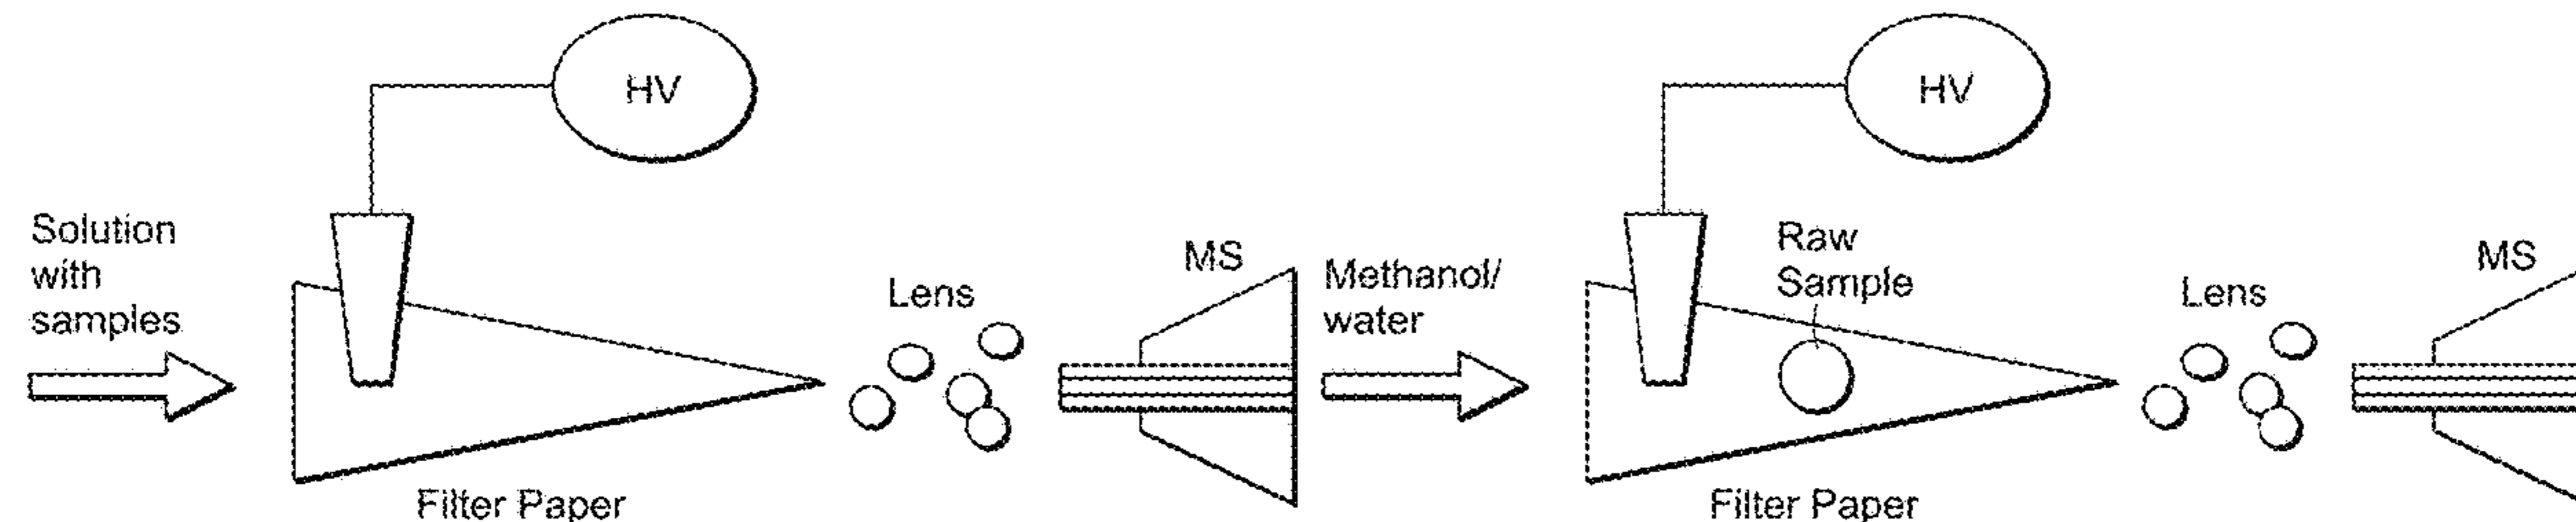 HV
Solution
with
samples
Lens
MS
Filter Paper
HV
Methanol/
water
Raw
Sample
Lens
MS
Filter Paper